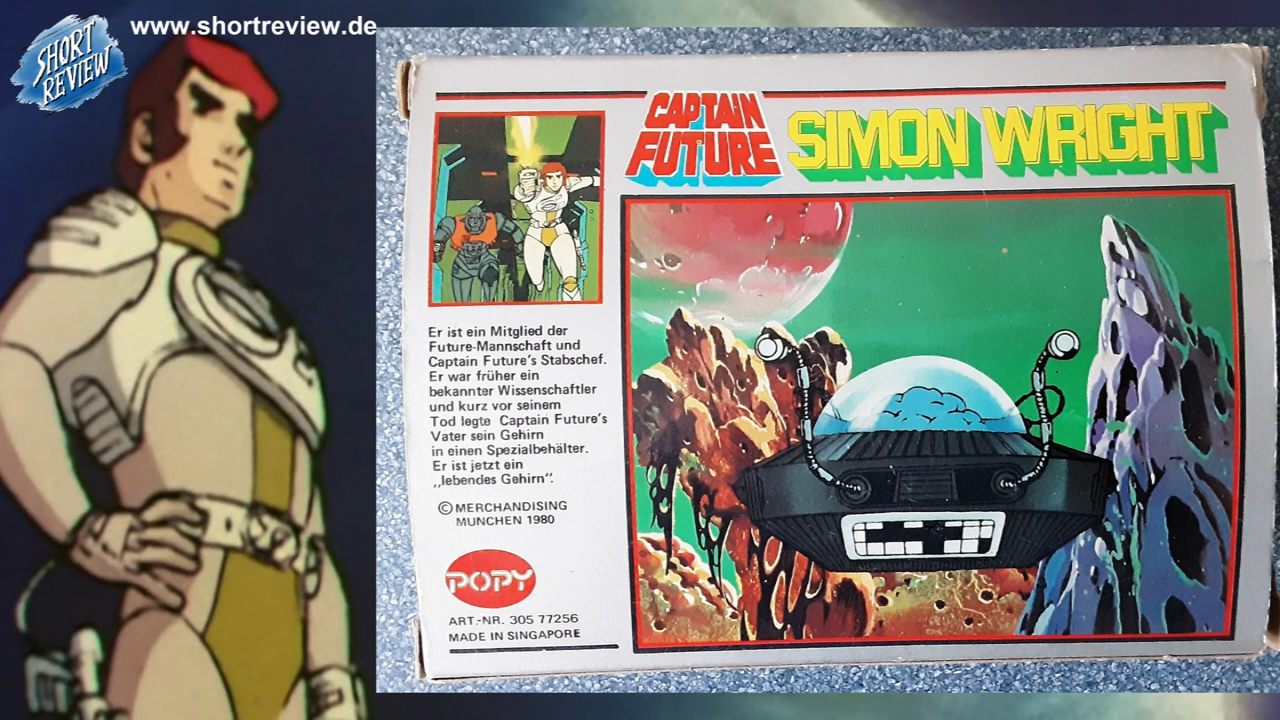 SHORT
REVIEW
www.shortreview.de
CAPTAIN
FUTURE
SIMON WRIGHT
Er ist ein Mitglied der
Future-Mannschaft und
Captain Future's Stabschef.
Er war früher ein
bekannter Wissenschaftler
und kurz vor seinem
Tod legte Captain Future's
Vater sein Gehirn
in einen Spezialbehälter.
Er ist jetzt ein
„lebendes Gehirn“.
© MERCHANDISING
MUNCHEN 1980
POPY
ART.-NR. 305 77256
MADE IN SINGAPORE